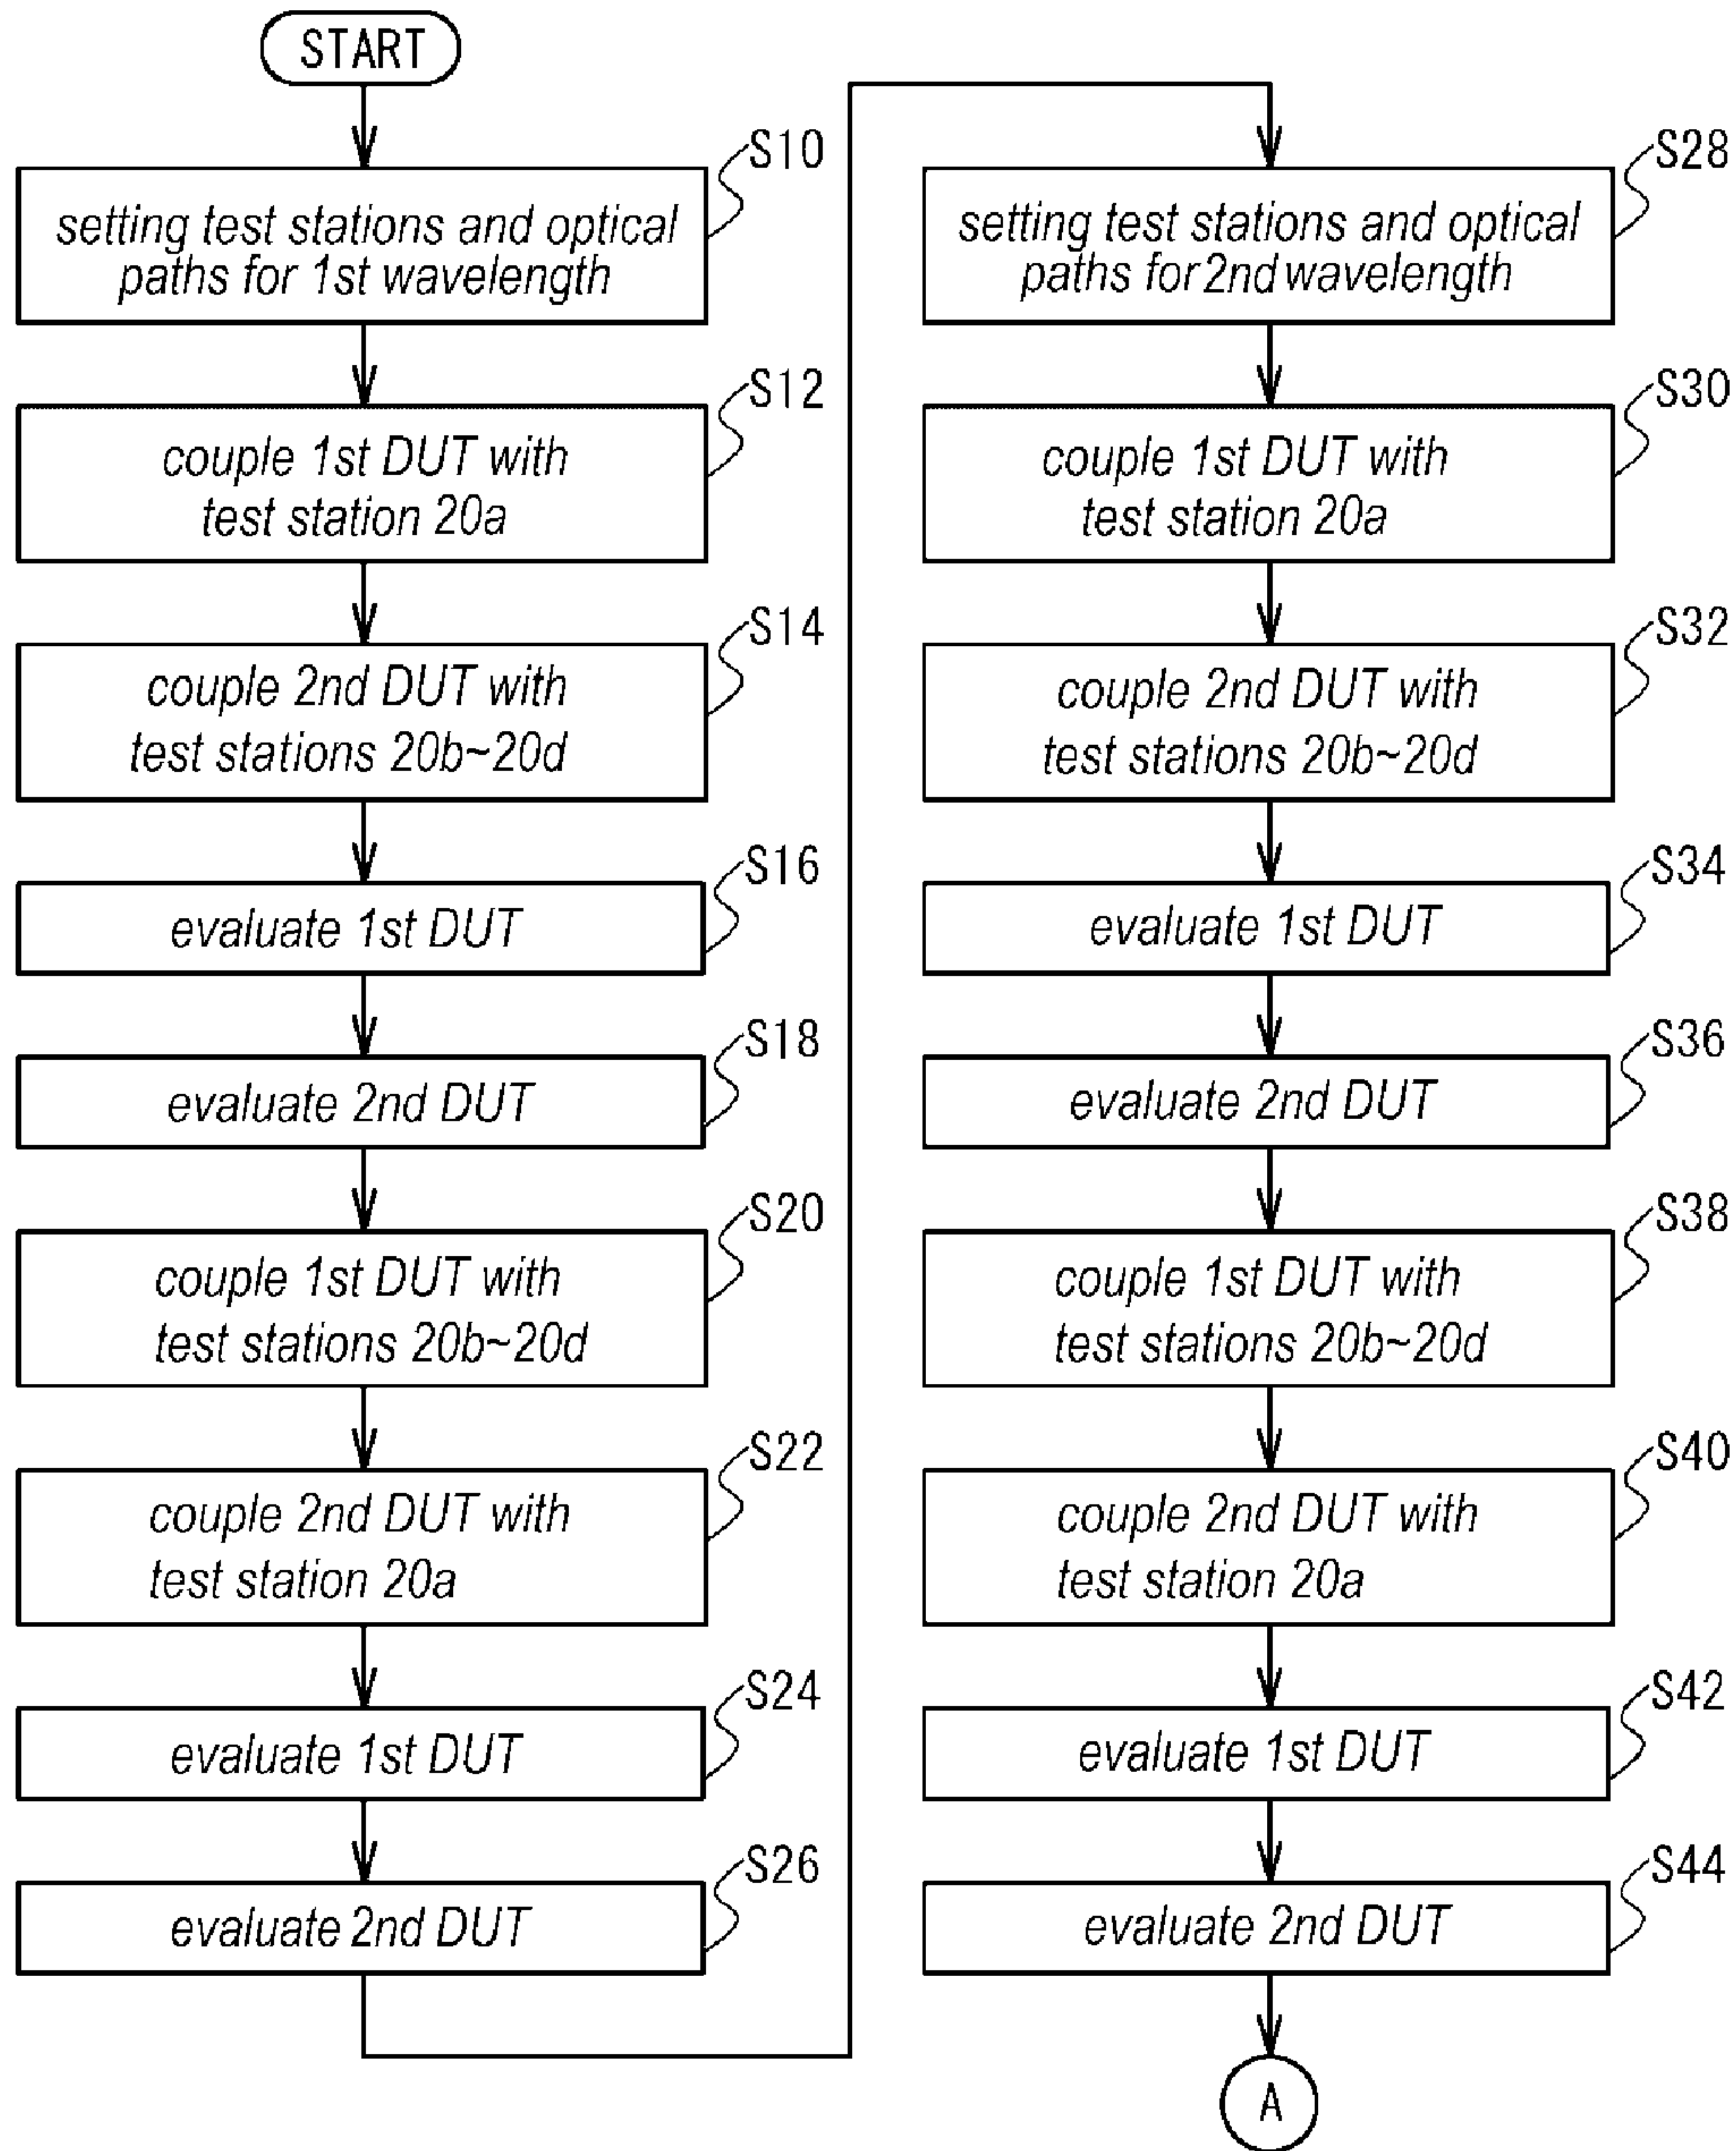 START
S10
setting test stations and optical
paths for 1st wavelength
S12
couple 1st DUT with
test station 20a
S14
couple 2nd DUT with
test stations 20b~20d
S16
evaluate 1st DUT
S18
evaluate 2nd DUT
S20
couple 1st DUT with
test stations 20b~20d
S22
couple 2nd DUT with
test station 20a
S24
evaluate 1st DUT
S26
evaluate 2nd DUT
S28
setting test stations and optical
paths for 2nd wavelength
S30
couple 1st DUT with
test station 20a
S32
couple 2nd DUT with
test stations 20b~20d
S34
evaluate 1st DUT
S36
evaluate 2nd DUT
S38
couple 1st DUT with
test stations 20b~20d
S40
couple 2nd DUT with
test station 20a
S42
evaluate 1st DUT
S44
evaluate 2nd DUT
A